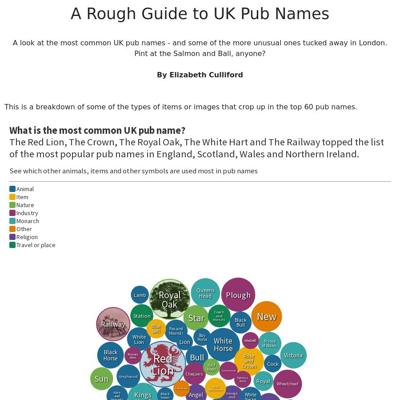 A Rough Guide to UK Pub Names
A look at the most common UK pub names - and some of the more unusual ones tucked away in London.
Pint at the Salmon and Ball, anyone?
By Elizabeth Culliford
This is a breakdown of some of the types of items or images that crop up in the top 60 pub names.
What is the most common UK pub name?
The Red Lion, The Crown, The Royal Oak, The White Hart and The Railway topped the list
of the most popular pub names in England, Scotland, Wales and Northern Ireland.
See which other animals, items and other symbols are used most in pub names
Animal
Item
Nature
Industry
Monarch
Other
Religion
Travel or place
Lamb
Royal
Oak
Queens
Head
Plough
Station
Star
Black
Bull
New
Railway
White
Lion
Lion
White
Horse
Victoria
Black
Horse
Red
Lion
Bull
Cock
Sun
Royal
Kings
Angel